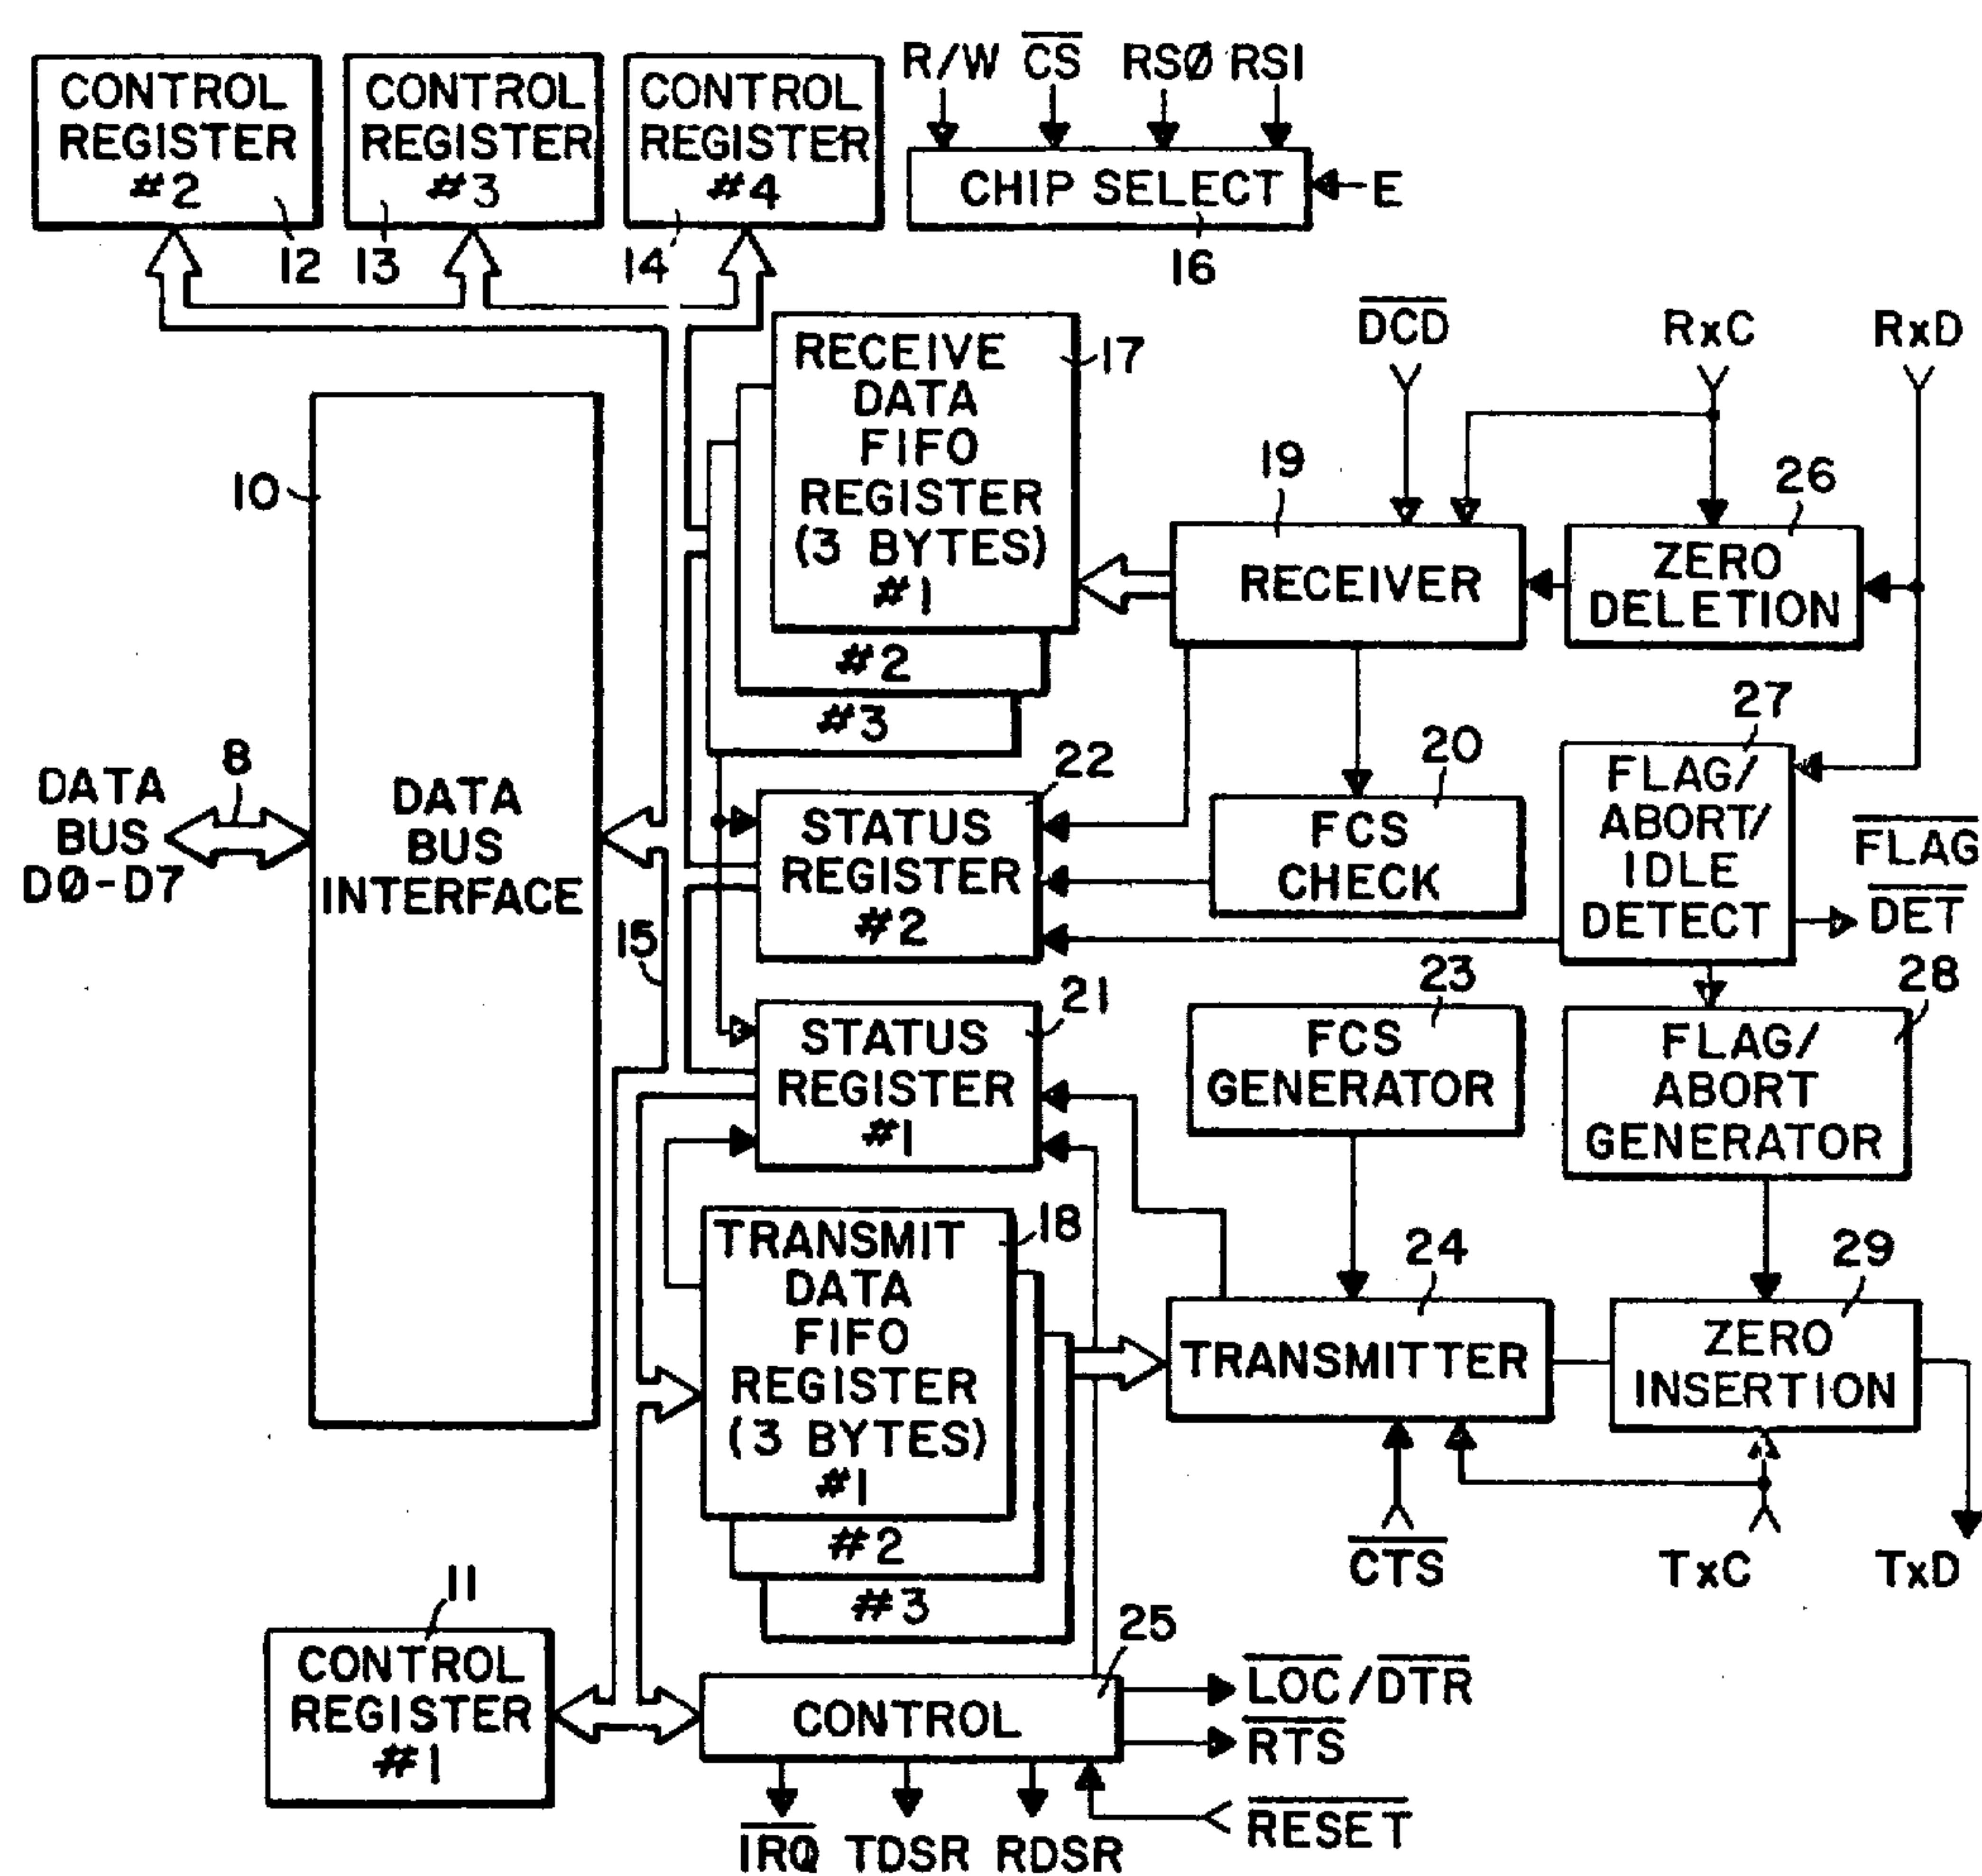 CONTROL
REGISTER
#2
12
CONTROL
REGISTER
#3
13
CONTROL
REGISTER
#4
14
R/W CS RSØ RS1
CHIP SELECT
E
16
DCD
RxC
RxD
RECEIVE
DATA
FIFO
REGISTER
(3 BYTES)
#1
#2
#3
17
19
RECEIVER
26
ZERO
DELETION
10
DATA
BUS
INTERFACE
8
DATA
BUS
DØ-D7
15
22
STATUS
REGISTER
#2
20
FCS
CHECK
27
FLAG/
ABORT/
IDLE
DETECT
FLAG
DET
21
STATUS
REGISTER
#1
23
FCS
GENERATOR
28
FLAG/
ABORT
GENERATOR
18
TRANSMIT
DATA
FIFO
REGISTER
(3 BYTES)
#1
#2
#3
24
TRANSMITTER
29
ZERO
INSERTION
CTS
TxC
TxD
11
CONTROL
REGISTER
#1
25
CONTROL
LOC/DTR
RTS
RESET
IRQ TDSR RDSR